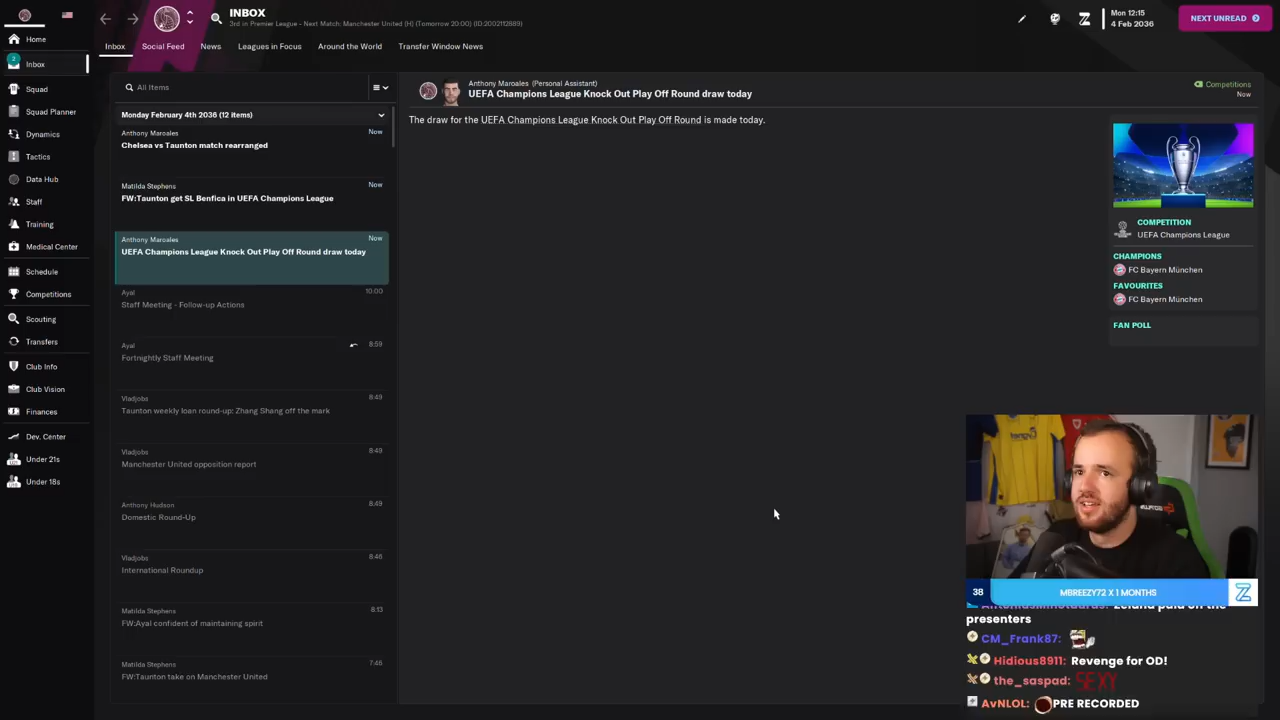 INBOX
3rd in Premier League - Next Match: Manchester United (H) (Tomorrow 20:00) (ID:2002112889)
Mon 12:15
4 Feb 2036
NEXT UNREAD
Home
2
Inbox
Squad
Squad Planner
Dynamics
Tactics
Data Hub
Staff
Training
Medical Center
Schedule
Competitions
Scouting
Transfers
Club Info
Club Vision
Finances
Dev. Center
Under 21s
Under 18s
Inbox
Social Feed
News
Leagues in Focus
Around the World
Transfer Window News
All Items
Monday February 4th 2036 (12 items)
Anthony Maroales
Now
Chelsea vs Taunton match rearranged
Matilda Stephens
Now
FW:Taunton get SL Benfica in UEFA Champions League
Anthony Maroales
Now
UEFA Champions League Knock Out Play Off Round draw today
Ayal
10:00
Staff Meeting - Follow-up Actions
Ayal
8:59
Fortnightly Staff Meeting
Vladjobs
8:49
Taunton weekly loan round-up: Zhang Shang off the mark
Vladjobs
8:49
Manchester United opposition report
Anthony Hudson
8:49
Domestic Round-Up
Vladjobs
8:46
International Roundup
Matilda Stephens
8:13
FW:Ayal confident of maintaining spirit
Matilda Stephens
7:46
FW:Taunton take on Manchester United
Anthony Maroales (Personal Assistant)
UEFA Champions League Knock Out Play Off Round draw today
Competitions
Now
The draw for the UEFA Champions League Knock Out Play Off Round is made today.
COMPETITION
UEFA Champions League
CHAMPIONS
FC Bayern München
FAVOURITES
FC Bayern München
FAN POLL
38
MBREEZY72 X 1 MONTHS
presenters
CM_Frank87:
Hidious8911: Revenge for OD!
the_saspad: SEXY
AvNLOL: PRE RECORDED